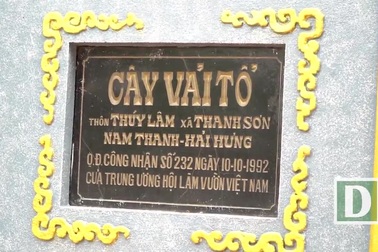 CÂY VẢI TỔ
THÔN THÚY LÂM XÃ THANH SƠN
NAM THANH-HẢI HƯNG
Q.Đ. CÔNG NHẬN SỐ 232 NGÀY 10-10-1992
CỦA TRUNG ƯƠNG HỘI LÀM VƯỜN VIỆT NAM
D